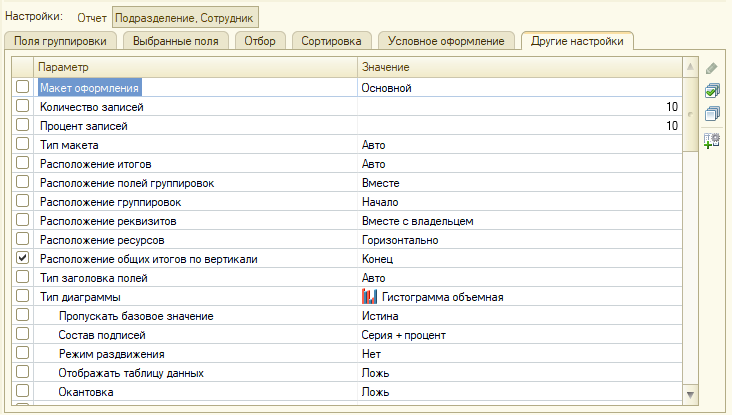 Настройки: Отчет Подразделение, Сотрудник
Поля группировки Выбранные поля Отбор Сортировка Условное оформление Другие настройки
Параметр Значение
Макет оформления Основной
Количество записей 10
Процент записей 10
Тип макета Авто
Расположение итогов Авто
Расположение полей группировок Вместе
Расположение группировок Начало
Расположение реквизитов Вместе с владельцем
Расположение ресурсов Горизонтально
Расположение общих итогов по вертикали Конец
Тип заголовка полей Авто
Тип диаграммы Гистограмма объемная
Пропускать базовое значение Истина
Состав подписей Серия + процент
Режим раздвижения Нет
Отображать таблицу данных Ложь
Окантовка Ложь